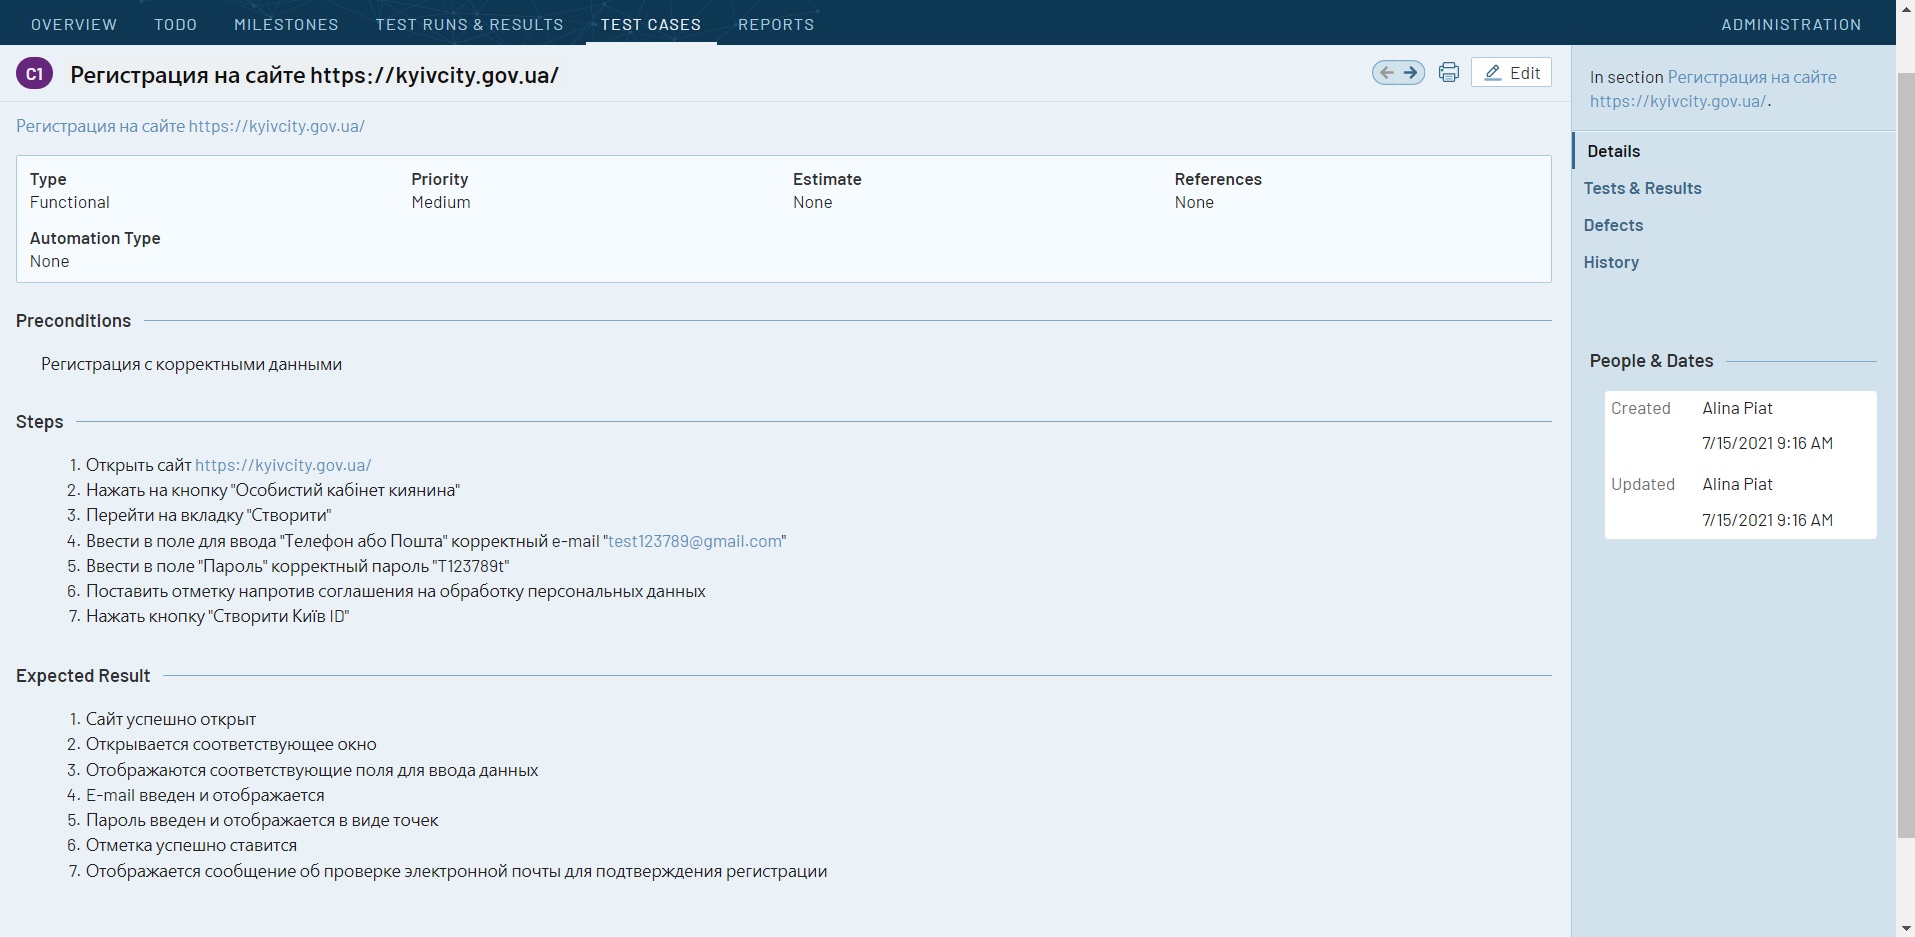 OVERVIEW TODO MILESTONES TEST RUNS & RESULTS TEST CASES REPORTS ADMINISTRATION
C1 Регистрация на сайте https://kyivcity.gov.ua/
Edit
Регистрация на сайте https://kyivcity.gov.ua/
Type Priority Estimate References
Functional Medium None None
Automation Type
None
Preconditions
Регистрация с корректными данными
Steps
1. Открыть сайт https://kyivcity.gov.ua/
2. Нажать на кнопку "Особистий кабінет киянина"
3. Перейти на вкладку "Створити"
4. Ввести в поле для ввода "Телефон або Пошта" корректный e-mail "test123789@gmail.com"
5. Ввести в поле "Пароль" корректный пароль "T123789t"
6. Поставить отметку напротив соглашения на обработку персональных данных
7. Нажать кнопку "Створити Київ ID"
Expected Result
1. Сайт успешно открыт
2. Открывается соответствующее окно
3. Отображаются соответствующие поля для ввода данных
4. E-mail введен и отображается
5. Пароль введен и отображается в виде точек
6. Отметка успешно ставится
7. Отображается сообщение об проверке электронной почты для подтверждения регистрации
In section Регистрация на сайте
https://kyivcity.gov.ua/.
Details
Tests & Results
Defects
History
People & Dates
Created Alina Piat
7/15/2021 9:16 AM
Updated Alina Piat
7/15/2021 9:16 AM